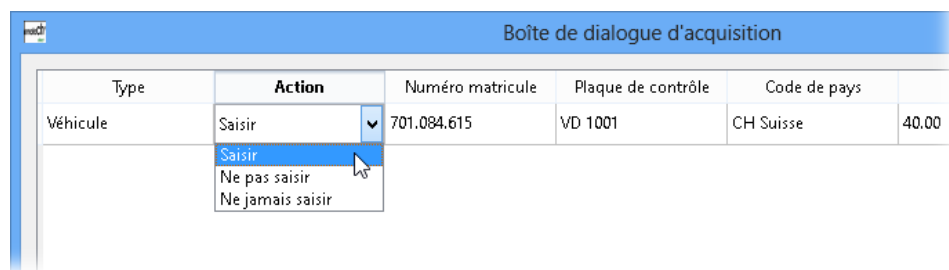 Boîte de dialogue d'acquisition
Type Action Numéro matricule Plaque de contrôle Code de pays
Véhicule Saisir 701.084.615 VD 1001 CH Suisse 40.00
Saisir
Ne pas saisir
Ne jamais saisir